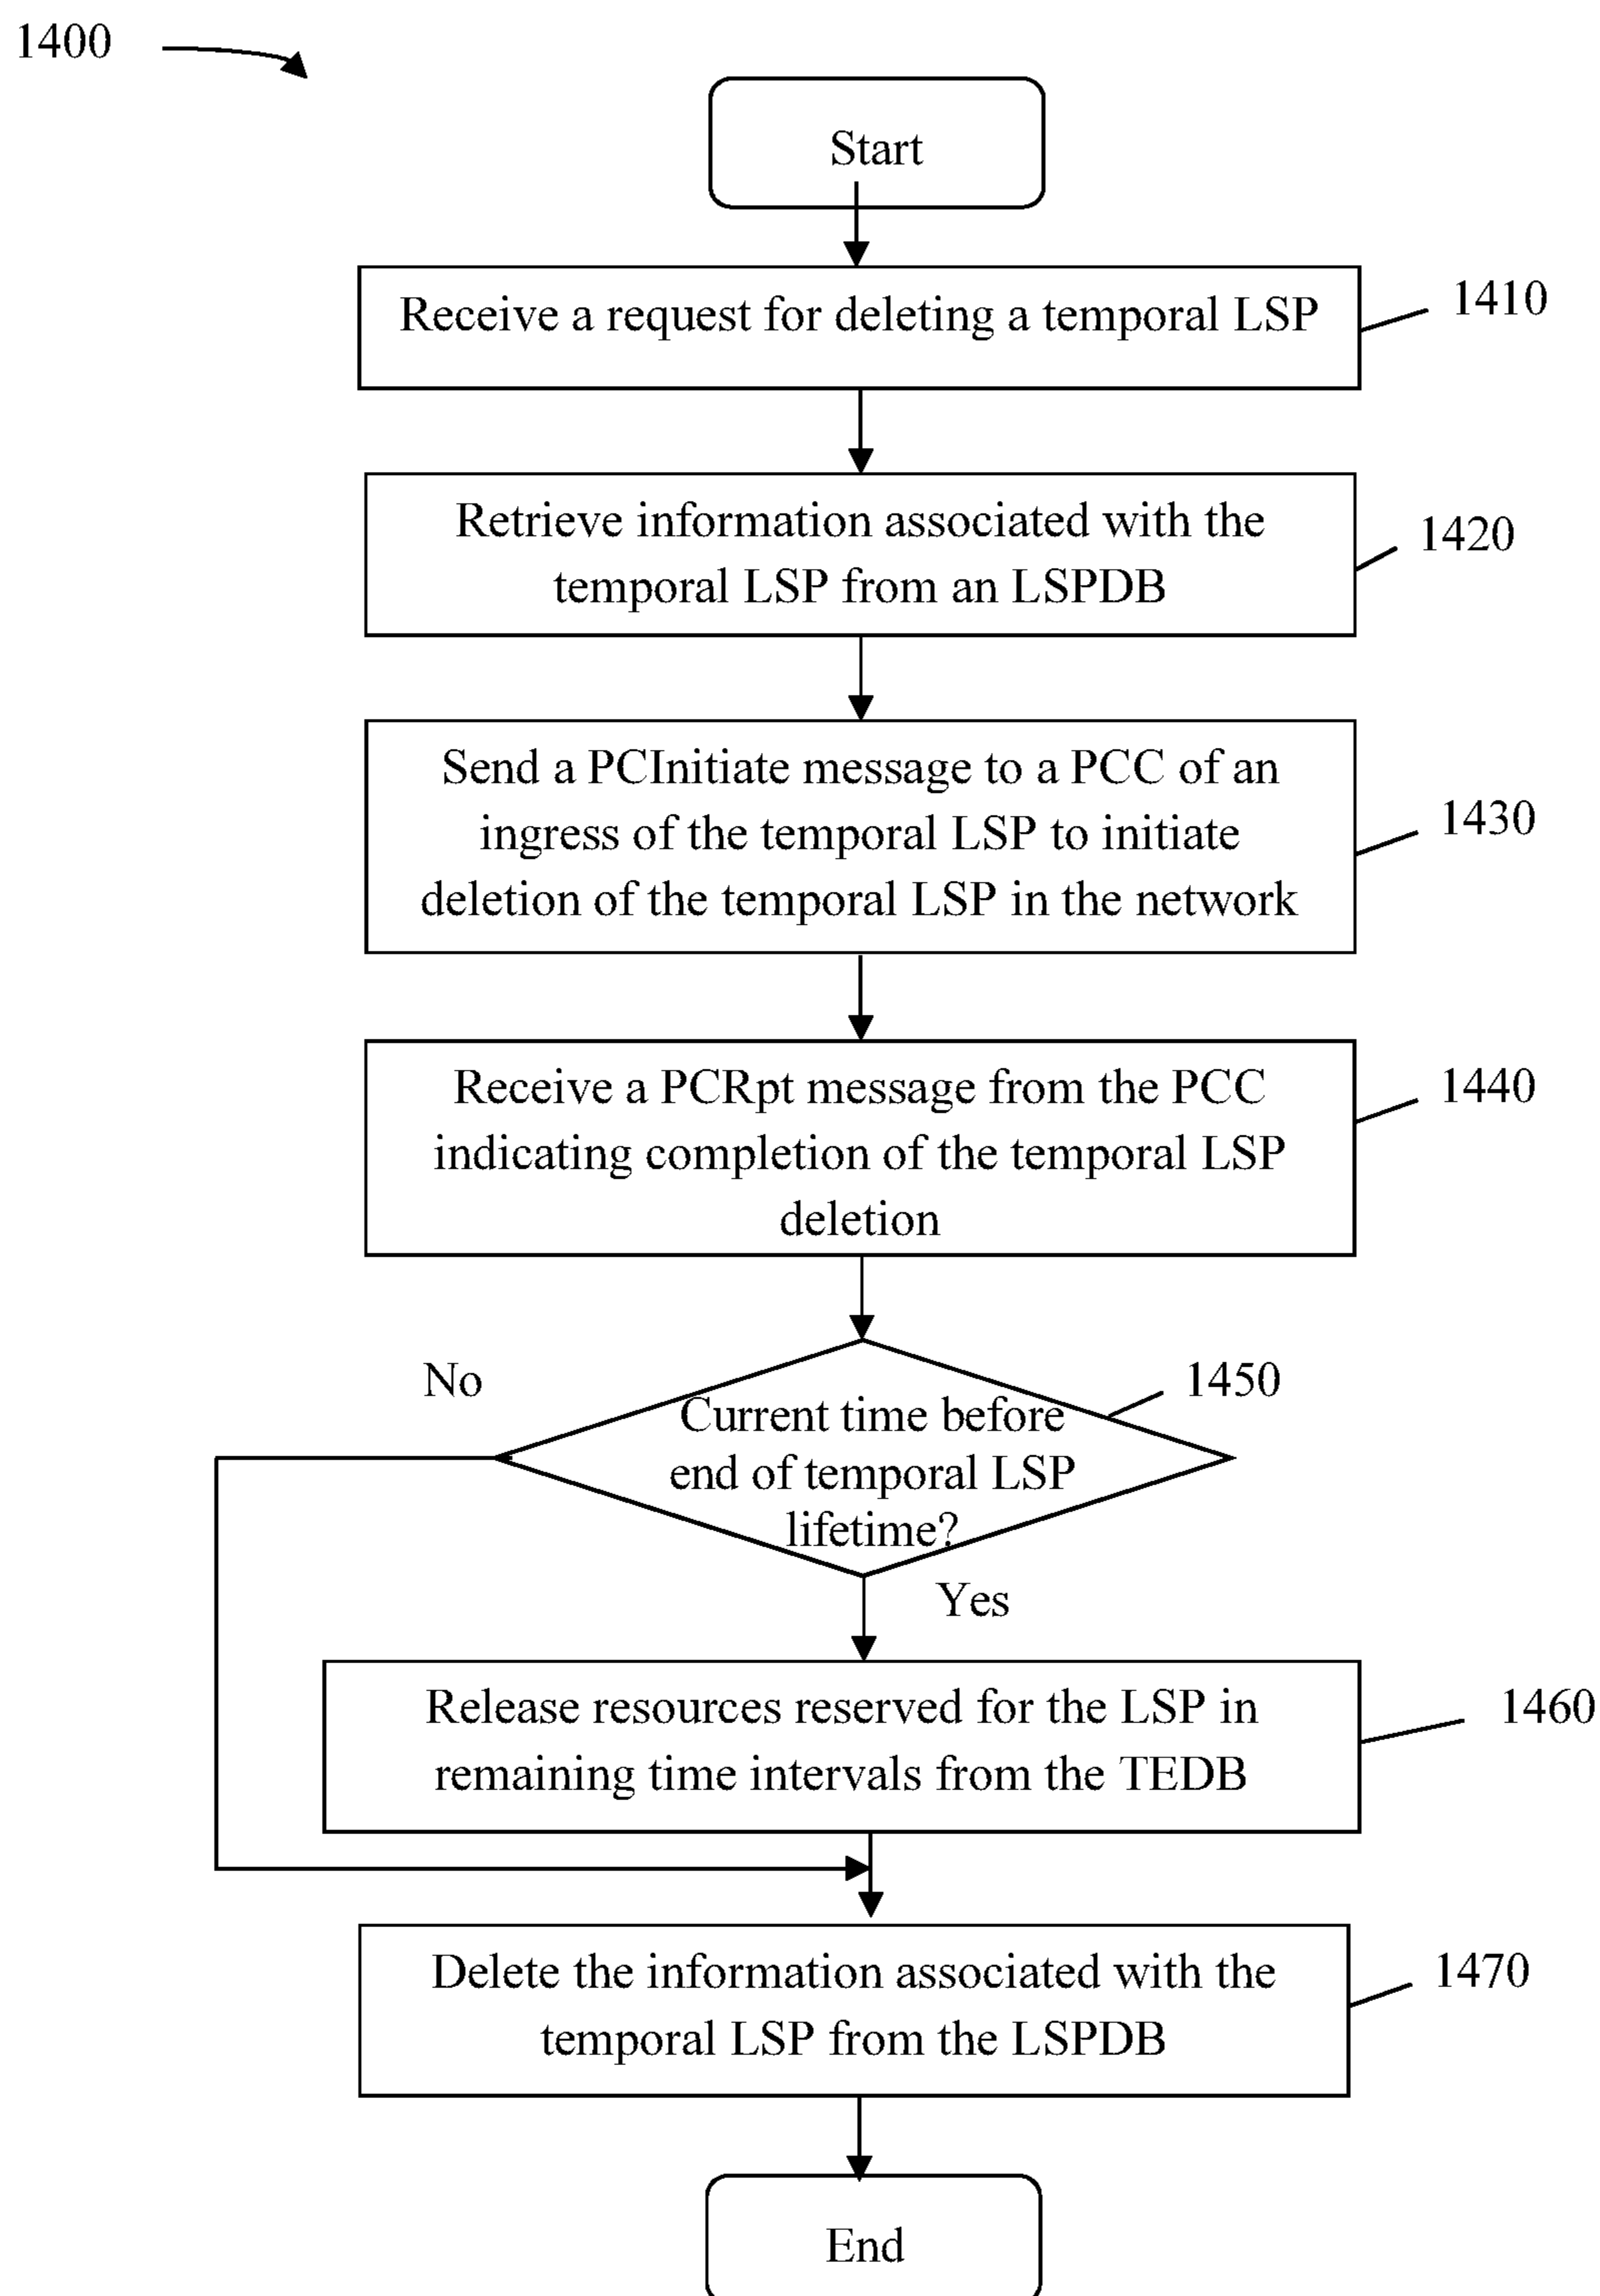 1400
Start
Receive a request for deleting a temporal LSP
1410
Retrieve information associated with the
temporal LSP from an LSPDB
1420
Send a PCInitiate message to a PCC of an
ingress of the temporal LSP to initiate
deletion of the temporal LSP in the network
1430
Receive a PCRpt message from the PCC
indicating completion of the temporal LSP
deletion
1440
No
1450
Current time before
end of temporal LSP
lifetime?
Yes
Release resources reserved for the LSP in
remaining time intervals from the TEDB
1460
Delete the information associated with the
temporal LSP from the LSPDB
1470
End